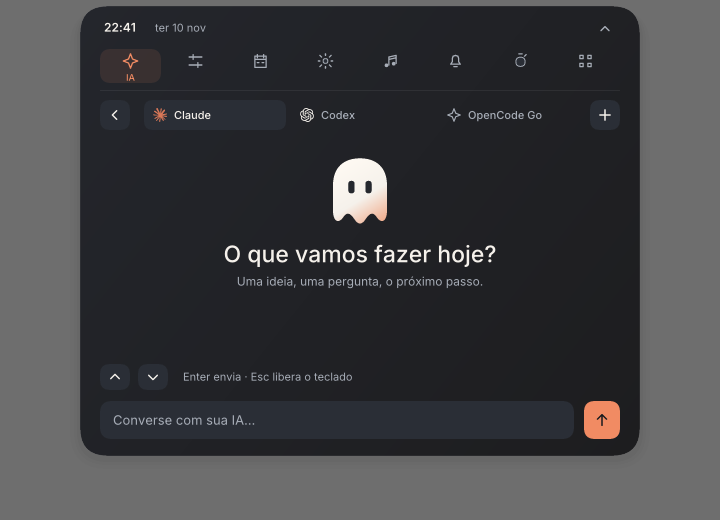 22:41 ter 10 nov
IA
Claude Codex OpenCode Go
O que vamos fazer hoje?
Uma ideia, uma pergunta, o próximo passo.
Enter envia · Esc libera o teclado
Converse com sua IA...